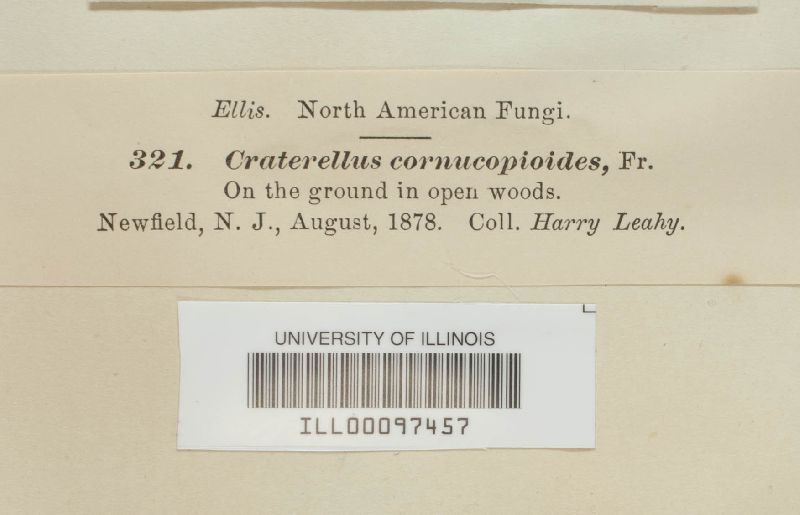 Ellis. North American Fungi.
321. Craterellus cornucopioides, Fr.
On the ground in open woods.
Newfield, N. J., August, 1878. Coll. Harry Leahy.
UNIVERSITY OF ILLINOIS
ILL00097457